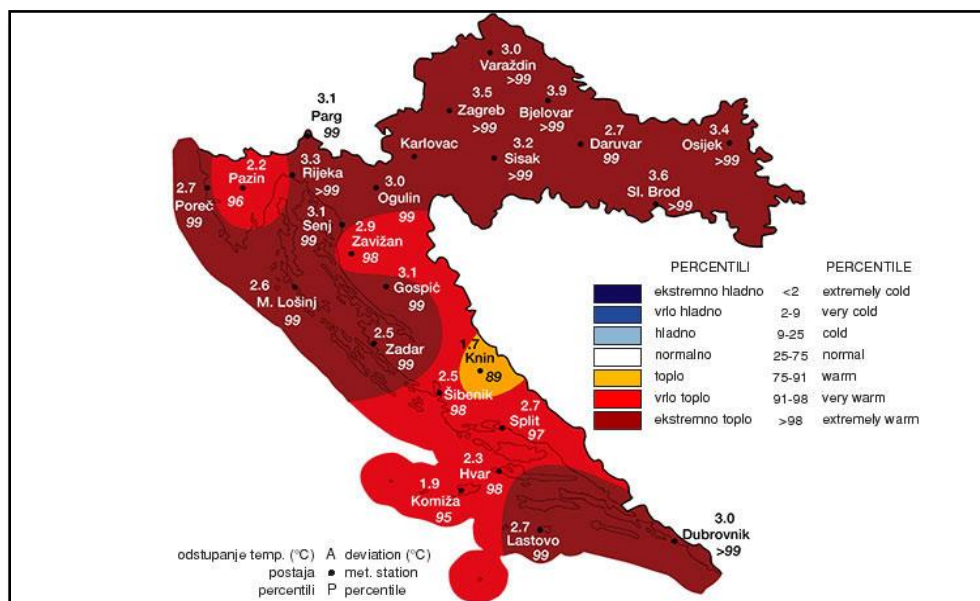 3.0
Varaždin
>99
3.5
Zagreb
>99
3.9
Bjelovar
>99
3.1
Parg
99
Karlovac
3.2
Sisak
>99
2.7
Daruvar
99
3.4
Osijek
>99
3.6
Sl. Brod
>99
2.2
Pazin
96
3.3
Rijeka
>99
2.7
Poreč
99
3.0
Ogulin
99
3.1
Senj
99
2.9
Zavižan
98
3.1
Gospić
99
2.6
M. Lošinj
99
2.5
Zadar
99
1.7
Knin
89
2.5
Šibenik
98
2.7
Split
97
2.3
Hvar
98
1.9
Komiža
95
2.7
Lastovo
99
3.0
Dubrovnik
>99
PERCENTILI PERCENTILE
ekstremno hladno <2 extremely cold
vrlo hladno 2-9 very cold
hladno 9-25 cold
normalno 25-75 normal
toplo 75-91 warm
vrlo toplo 91-98 very warm
ekstremno toplo >98 extremely warm
odstupanje temp. (°C) A deviation (°C)
postaja met. station
percentili P percentile